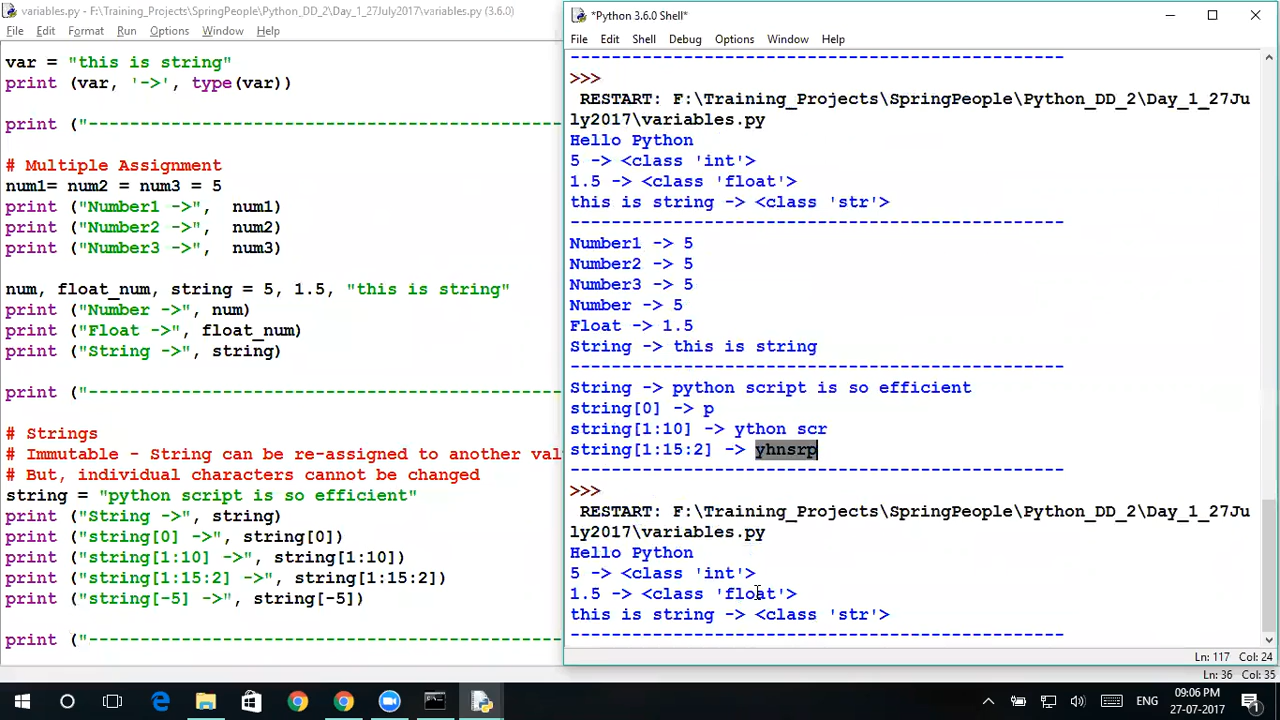 variables.py - F:\Training_Projects\SpringPeople\Python_DD_2\Day_1_27July2017\variables.py (3.6.0)
File Edit Format Run Options Window Help
var = "this is string"
print (var, '->', type(var))
print ("----------------------------------------------
# Multiple Assignment
num1= num2 = num3 = 5
print ("Number1 ->",  num1)
print ("Number2 ->",  num2)
print ("Number3 ->",  num3)
num, float_num, string = 5, 1.5, "this is string"
print ("Number ->", num)
print ("Float ->", float_num)
print ("String ->", string)
print ("----------------------------------------------
# Strings
# Immutable - String can be re-assigned to another val
# But, individual characters cannot be changed
string = "python script is so efficient"
print ("String ->", string)
print ("string[0] ->", string[0])
print ("string[1:10] ->", string[1:10])
print ("string[1:15:2] ->", string[1:15:2])
print ("string[-5] ->", string[-5])
print ("----------------------------------------------
*Python 3.6.0 Shell*
File Edit Shell Debug Options Window Help
------------------------------------------------
>>>
RESTART: F:\Training_Projects\SpringPeople\Python_DD_2\Day_1_27Ju
ly2017\variables.py
Hello Python
5 -> <class 'int'>
1.5 -> <class 'float'>
this is string -> <class 'str'>
------------------------------------------------
Number1 -> 5
Number2 -> 5
Number3 -> 5
Number -> 5
Float -> 1.5
String -> this is string
------------------------------------------------
String -> python script is so efficient
string[0] -> p
string[1:10] -> ython scr
string[1:15:2] -> yhnsrp
------------------------------------------------
>>>
RESTART: F:\Training_Projects\SpringPeople\Python_DD_2\Day_1_27Ju
ly2017\variables.py
Hello Python
5 -> <class 'int'>
1.5 -> <class 'float'>
this is string -> <class 'str'>
------------------------------------------------
Ln: 117 Col: 24
Ln: 36 Col: 35
ENG
09:06 PM
27-07-2017